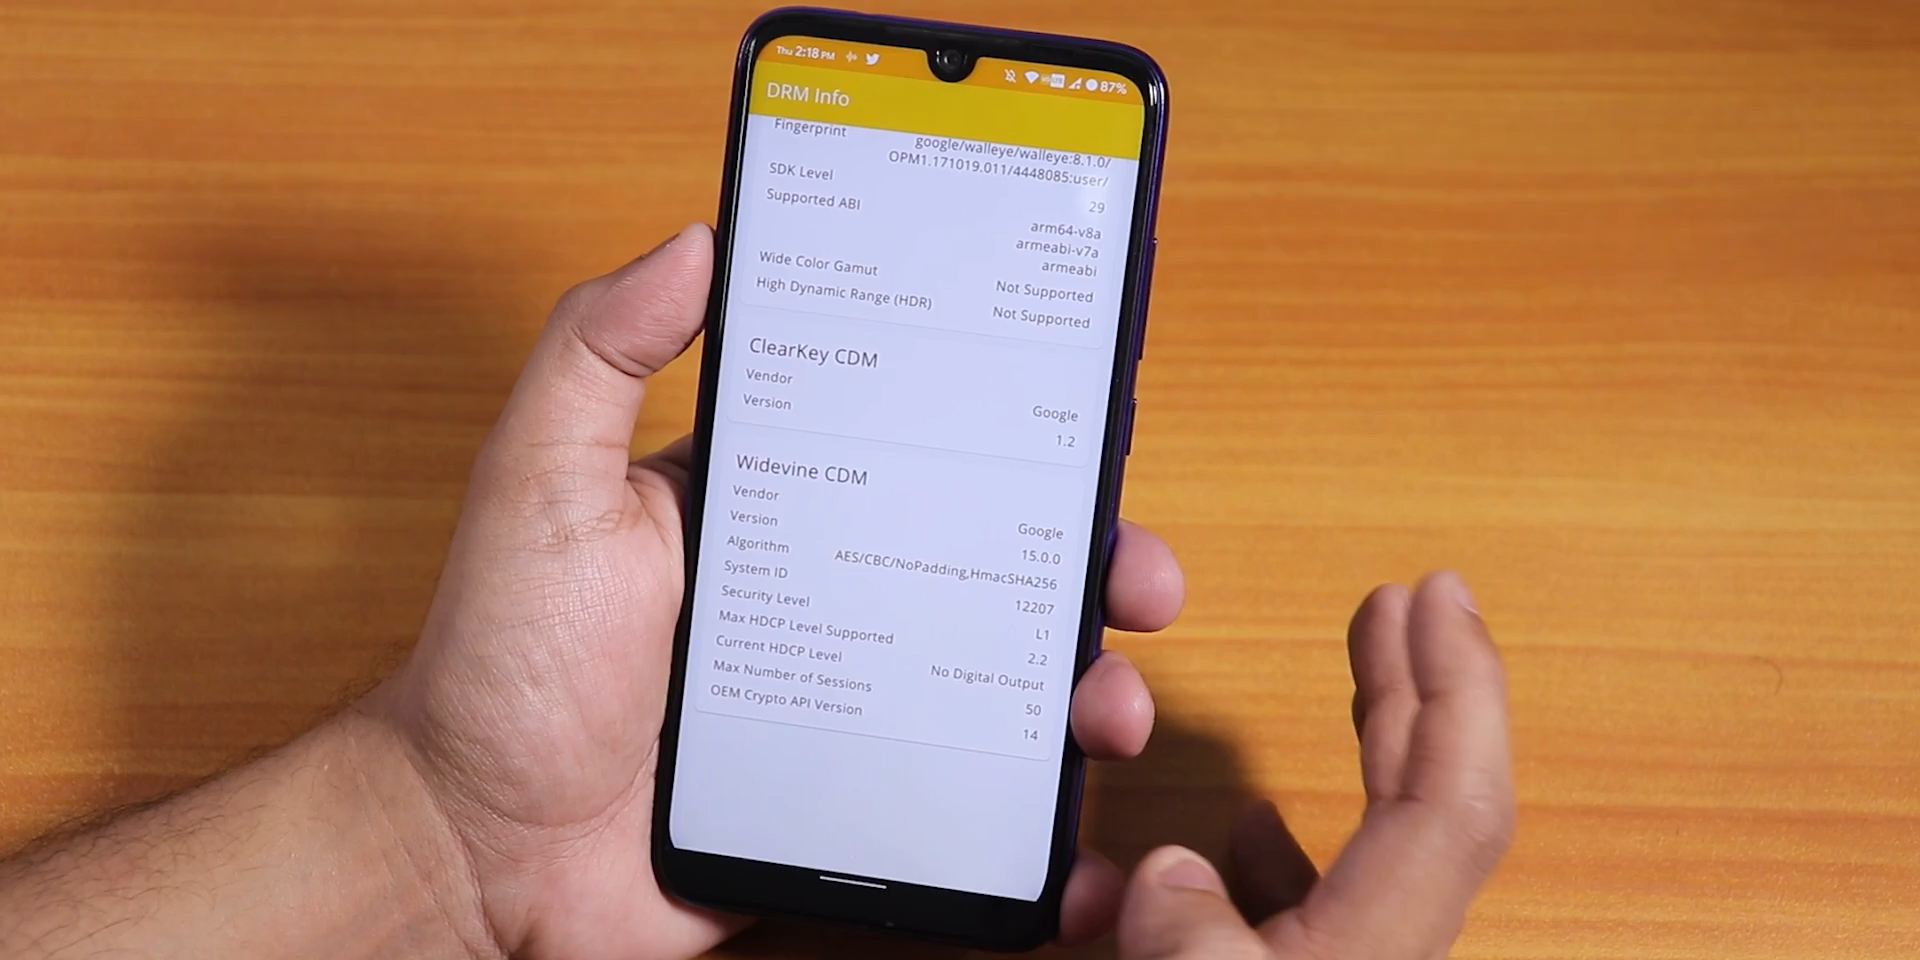 Thu 2:18 PM
87%
DRM Info
Fingerprint
google/walleye/walleye:8.1.0/
OPM1.171019.011/4448085:user/
SDK Level
29
Supported ABI
arm64-v8a
armeabi-v7a
armeabi
Wide Color Gamut
Not Supported
High Dynamic Range (HDR)
Not Supported
ClearKey CDM
Vendor
Google
Version
1.2
Widevine CDM
Vendor
Google
Version
15.0.0
Algorithm
AES/CBC/NoPadding,HmacSHA256
System ID
12207
Security Level
L1
Max HDCP Level Supported
2.2
Current HDCP Level
No Digital Output
Max Number of Sessions
50
OEM Crypto API Version
14